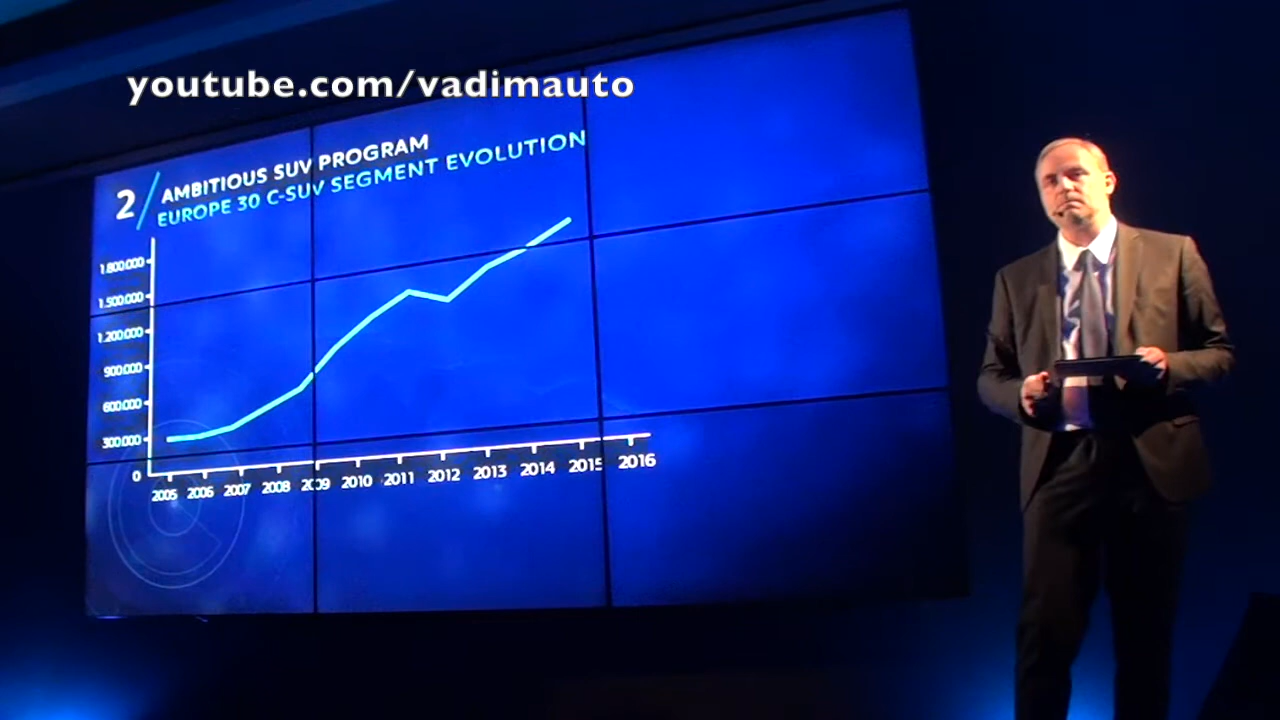 youtube.com/vadimauto
2/ AMBITIOUS SUV PROGRAM
EUROPE 30 C-SUV SEGMENT EVOLUTION
1.800.000
1.500.000
1.200.000
900.000
600.000
300.000
0
2005 2006 2007 2008 2009 2010 2011 2012 2013 2014 2015 2016